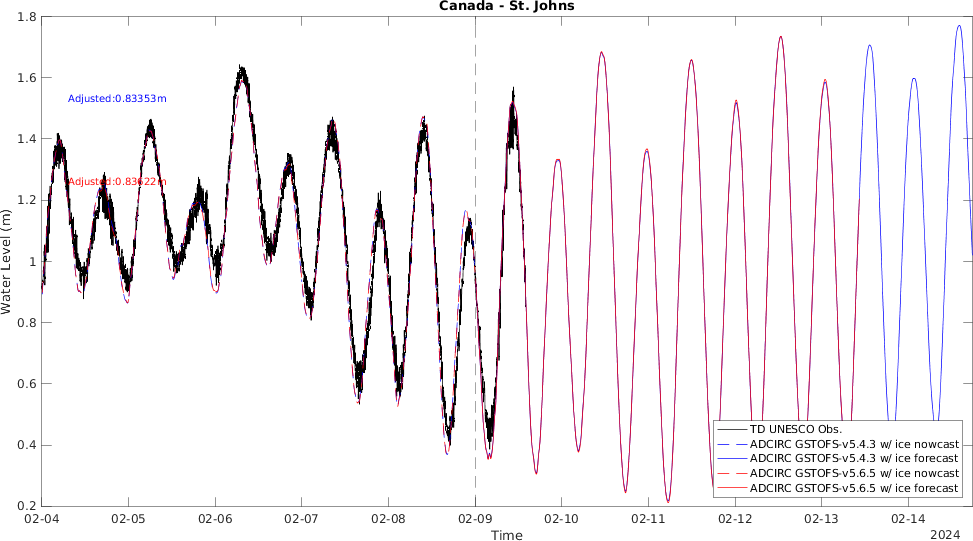 Canada - St. Johns
1.8
1.6
1.4
1.2
1
0.8
0.6
0.4
0.2
Water Level (m)
Adjusted:0.83353m
Adjusted:0.83622m
TD UNESCO Obs.
ADCIRC GSTOFS-v5.4.3 w/ ice nowcast
ADCIRC GSTOFS-v5.4.3 w/ ice forecast
ADCIRC GSTOFS-v5.6.5 w/ ice nowcast
ADCIRC GSTOFS-v5.6.5 w/ ice forecast
02-04 02-05 02-06 02-07 02-08 02-09 02-10 02-11 02-12 02-13 02-14
Time
2024